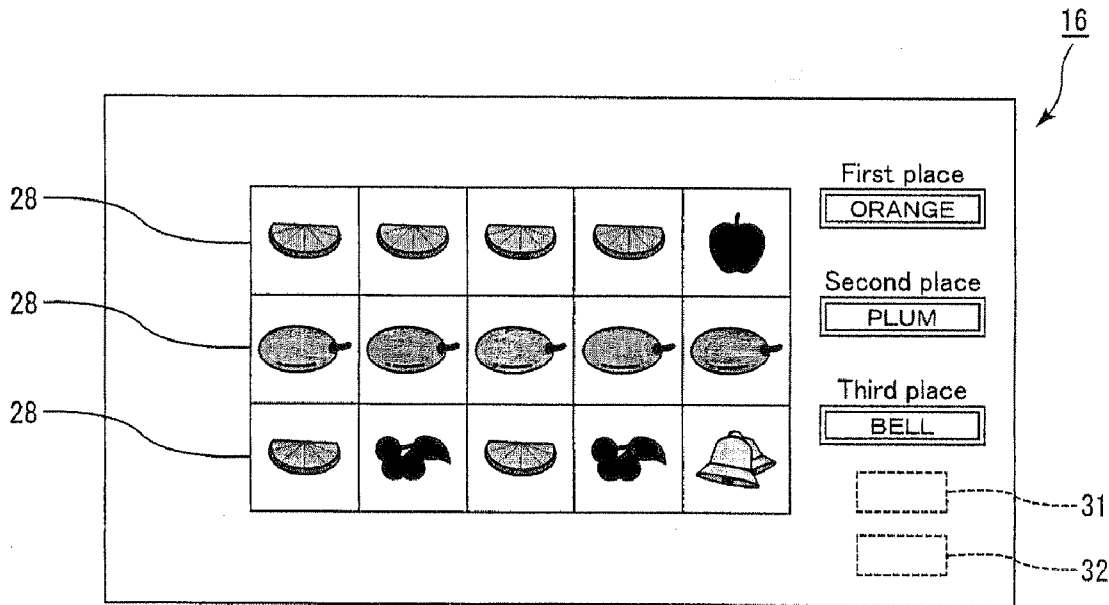 16
First place
ORANGE
28
Second place
PLUM
28
Third place
BELL
28
31
32